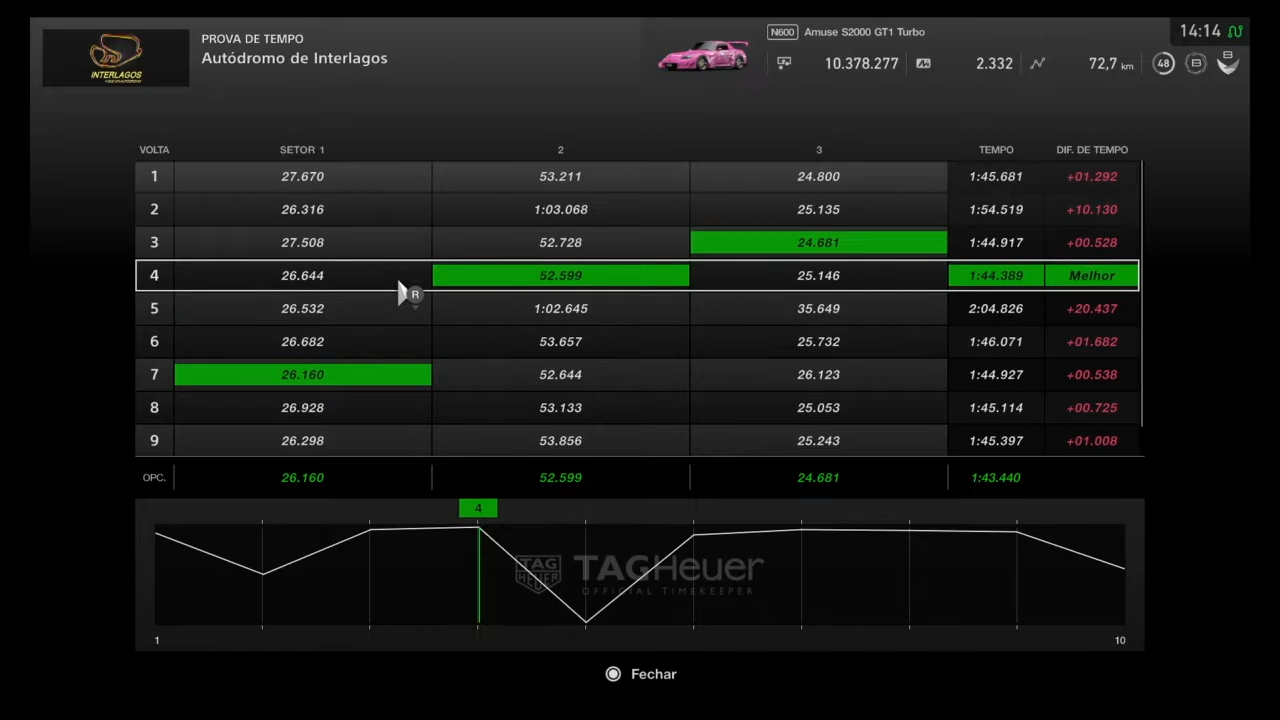 PROVA DE TEMPO
Autódromo de Interlagos
INTERLAGOS
N600 Amuse S2000 GT1 Turbo
14:14
10.378.277 2.332 72,7 km 48 B B
VOLTA SETOR 1 2 3 TEMPO DIF. DE TEMPO
1 27.670 53.211 24.800 1:45.681 +01.292
2 26.316 1:03.068 25.135 1:54.519 +10.130
3 27.508 52.728 24.681 1:44.917 +00.528
4 26.644 52.599 25.146 1:44.389 Melhor
R
5 26.532 1:02.645 35.649 2:04.826 +20.437
6 26.682 53.657 25.732 1:46.071 +01.682
7 26.160 52.644 26.123 1:44.927 +00.538
8 26.928 53.133 25.053 1:45.114 +00.725
9 26.298 53.856 25.243 1:45.397 +01.008
OPC. 26.160 52.599 24.681 1:43.440
4
TAG HEUER TAGHeuer
OFFICIAL TIMEKEEPER
1 10
Fechar